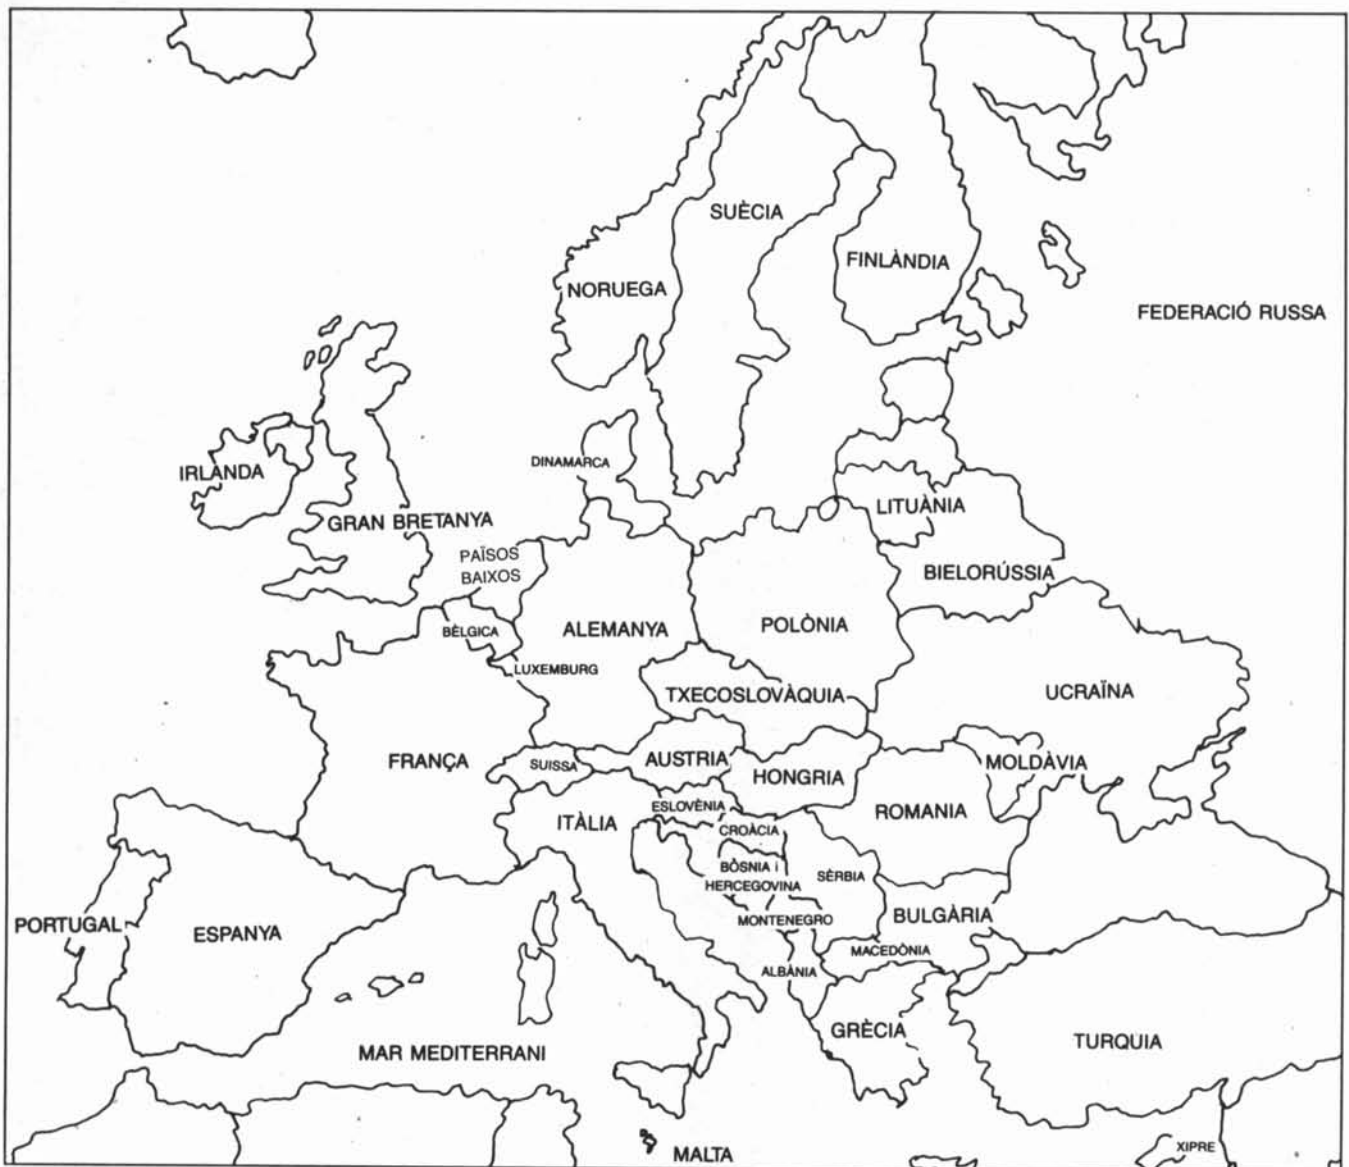 SUÈCIA
FINLÀNDIA
NORUEGA
FEDERACIÓ RUSSA
DINAMARCA
IRLANDA
LITUÀNIA
GRAN BRETANYA
PAÏSOS
BAIXOS
BIELORÚSSIA
BÈLGICA
ALEMANYA
POLÒNIA
LUXEMBURG
TXECOSLOVÀQUIA
UCRAÏNA
FRANÇA
SUISSA
AUSTRIA
HONGRIA
MOLDÀVIA
ESLOVÈNIA
ROMANIA
ITÀLIA
CROÀCIA
BÒSNIA i
HERCEGOVINA
SÈRBIA
PORTUGAL
ESPANYA
MONTENEGRO
BULGÀRIA
MACEDÒNIA
ALBÀNIA
GRÈCIA
TURQUIA
MAR MEDITERRANI
MALTA
XIPRE